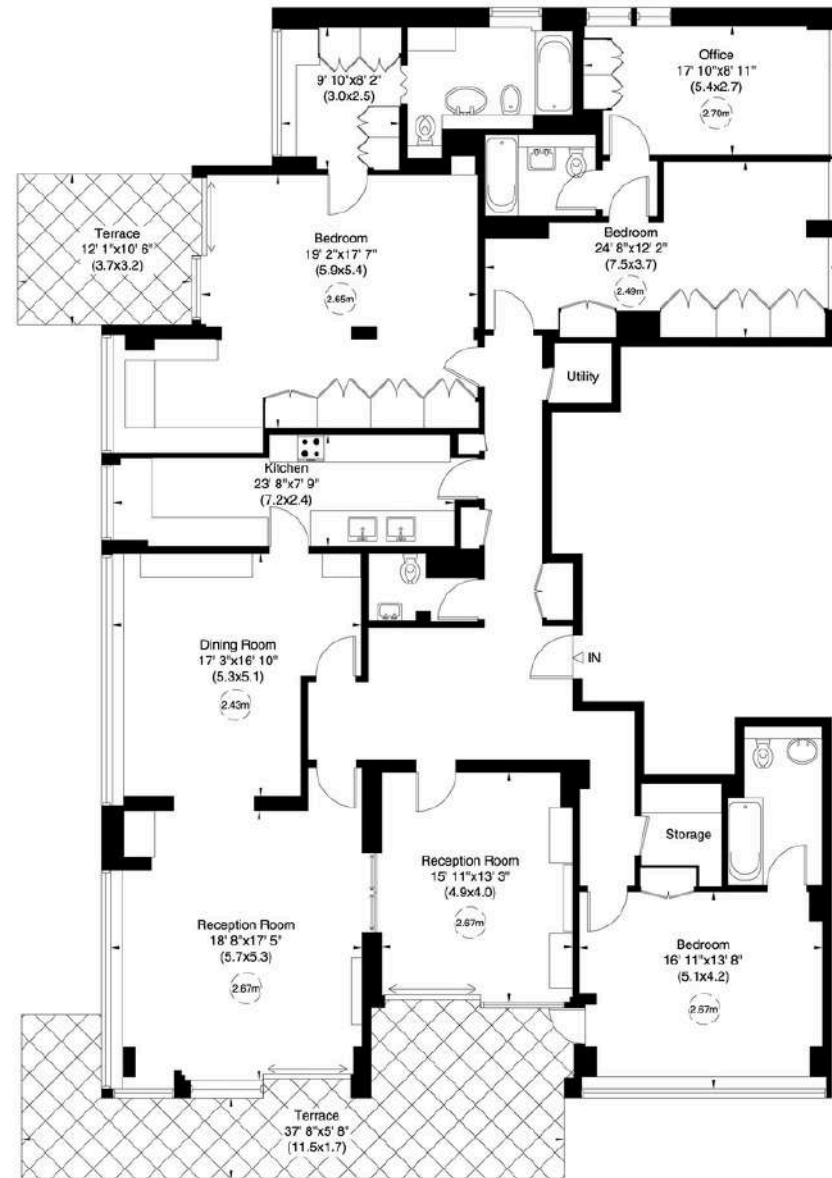 9' 10"x8' 2"
(3.0x2.5)
Office
17' 10"x8' 11"
(5.4x2.7)
2.70m
Terrace
12' 1"x10' 6"
(3.7x3.2)
Bedroom
19' 2"x17' 7"
(5.9x5.4)
2.65m
Bedroom
24' 8"x12' 2"
(7.5x3.7)
2.49m
Utility
Kitchen
23' 8"x7' 9"
(7.2x2.4)
Dining Room
17' 3"x16' 10"
(5.3x5.1)
2.43m
IN
Storage
Reception Room
15' 11"x13' 3"
(4.9x4.0)
2.67m
Reception Room
18' 8"x17' 5"
(5.7x5.3)
2.67m
Bedroom
16' 11"x13' 8"
(5.1x4.2)
2.67m
Terrace
37' 8"x5' 8"
(11.5x1.7)